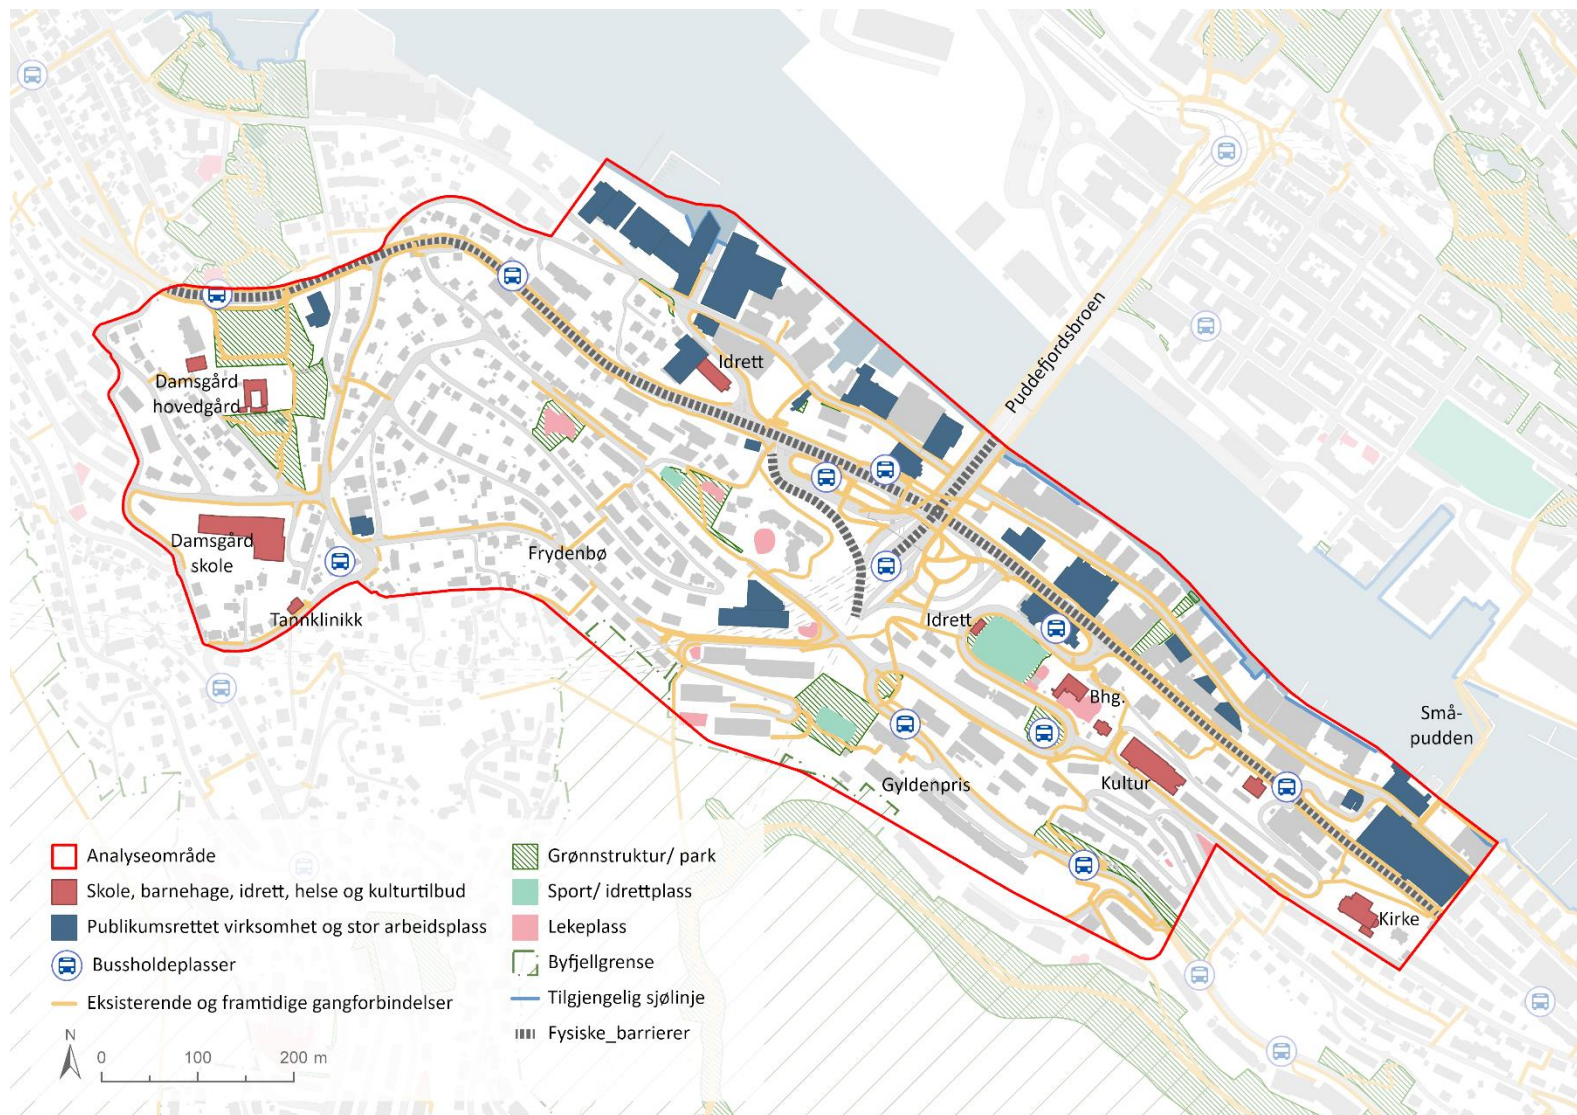 Puddefjordsbroen
Idrett
Damsgård
hovedgård
Damsgård
skole
Frydenbø
Tannklinikk
Idrett
Bhg.
Små-
pudden
Kultur
Gyldenpris
Kirke
Analyseområde
Skole, barnehage, idrett, helse og kulturtilbud
Publikumsrettet virksomhet og stor arbeidsplass
Bussholdeplasser
Eksisterende og framtidige gangforbindelser
Grønnstruktur/ park
Sport/ idrettplass
Lekeplass
Byfjellgrense
Tilgjengelig sjølinje
Fysiske_barrierer
N
0 100 200 m